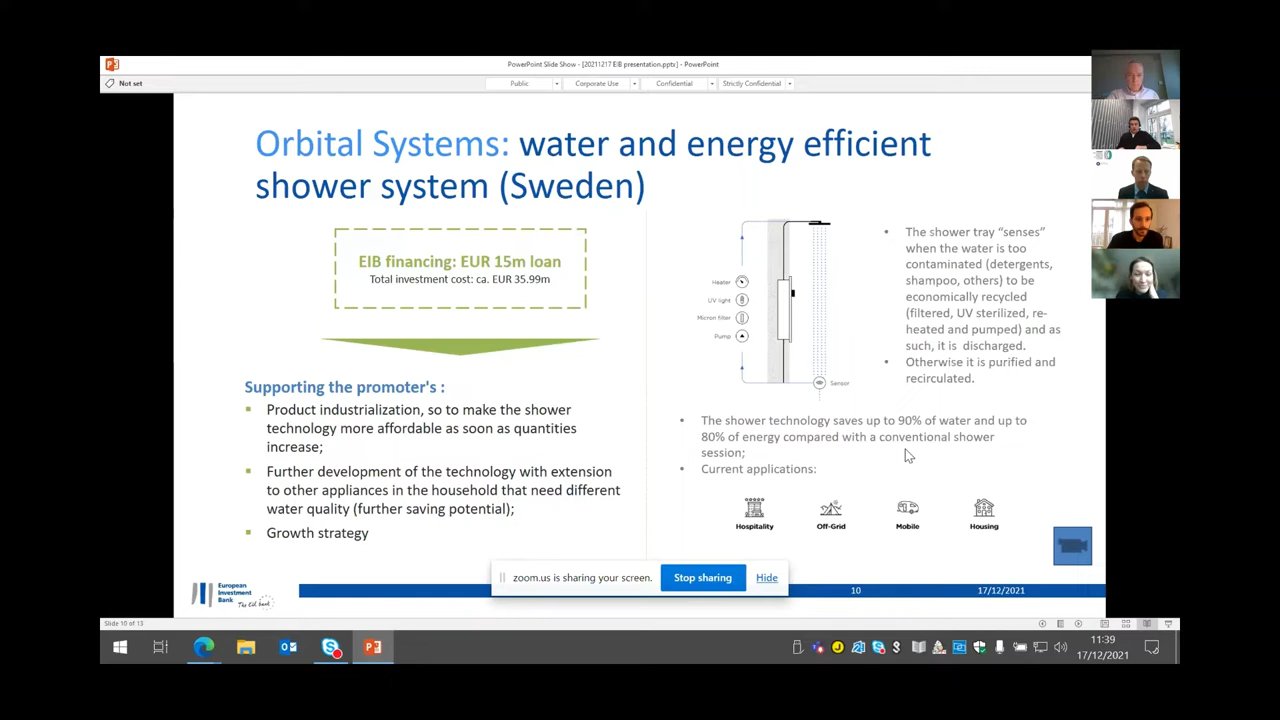 PowerPoint Slide Show - [20211217 EIB presentation.pptx] - PowerPoint
Not set
Public
Corporate Use
Confidential
Strictly Confidential
Orbital Systems: water and energy efficient
shower system (Sweden)
EIB financing: EUR 15m loan
Total investment cost: ca. EUR 35.99m
Supporting the promoter's :
Product industrialization, so to make the shower
technology more affordable as soon as quantities
increase;
Further development of the technology with extension
to other appliances in the household that need different
water quality (further saving potential);
Growth strategy
Heater
UV light
Micron filter
Pump
Sensor
• The shower tray “senses”
when the water is too
contaminated (detergents,
shampoo, others) to be
economically recycled
(filtered, UV sterilized, re-
heated and pumped) and as
such, it is discharged.
• Otherwise it is purified and
recirculated.
• The shower technology saves up to 90% of water and up to
80% of energy compared with a conventional shower
session;
• Current applications:
Hospitality
Off-Grid
Mobile
Housing
zoom.us is sharing your screen.
Stop sharing
Hide
European
Investment
Bank
The EU bank
10
17/12/2021
Slide 10 of 13
11:39
17/12/2021